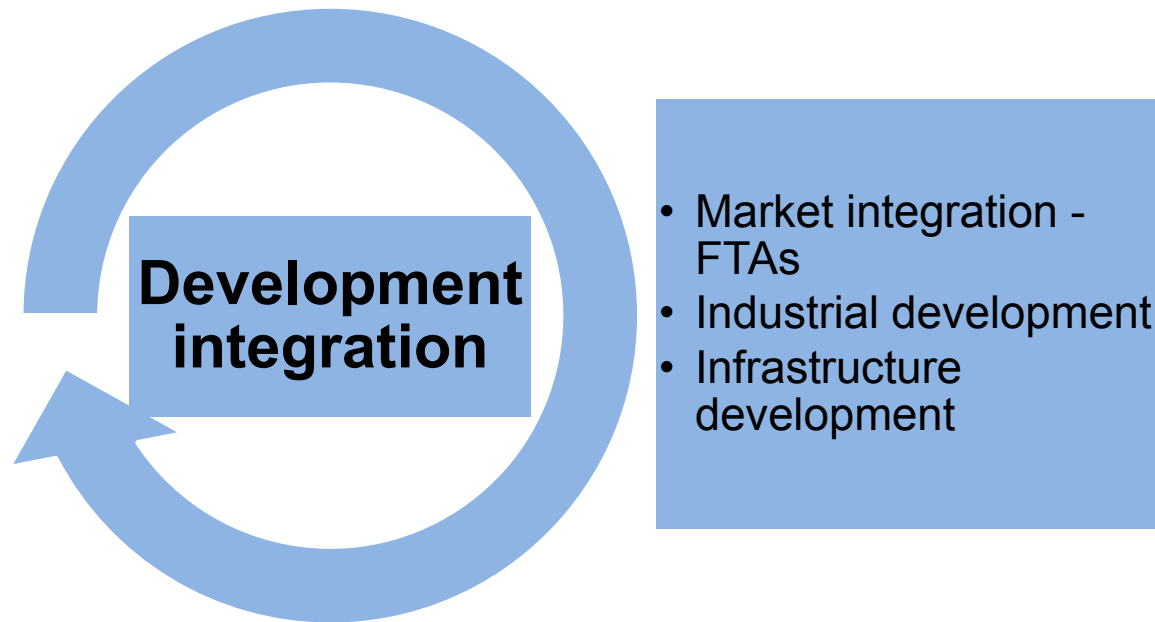 Development
integration
• Market integration -
FTAs
• Industrial development
• Infrastructure
development